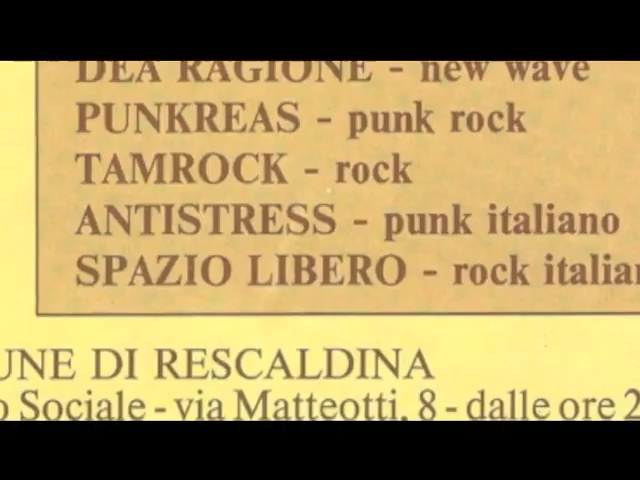 DEA RAGIONE - new wave
PUNKREAS - punk rock
TAMROCK - rock
ANTISTRESS - punk italiano
SPAZIO LIBERO - rock italian
UNE DI RESCALDINA
o Sociale - via Matteotti, 8 - dalle ore 2